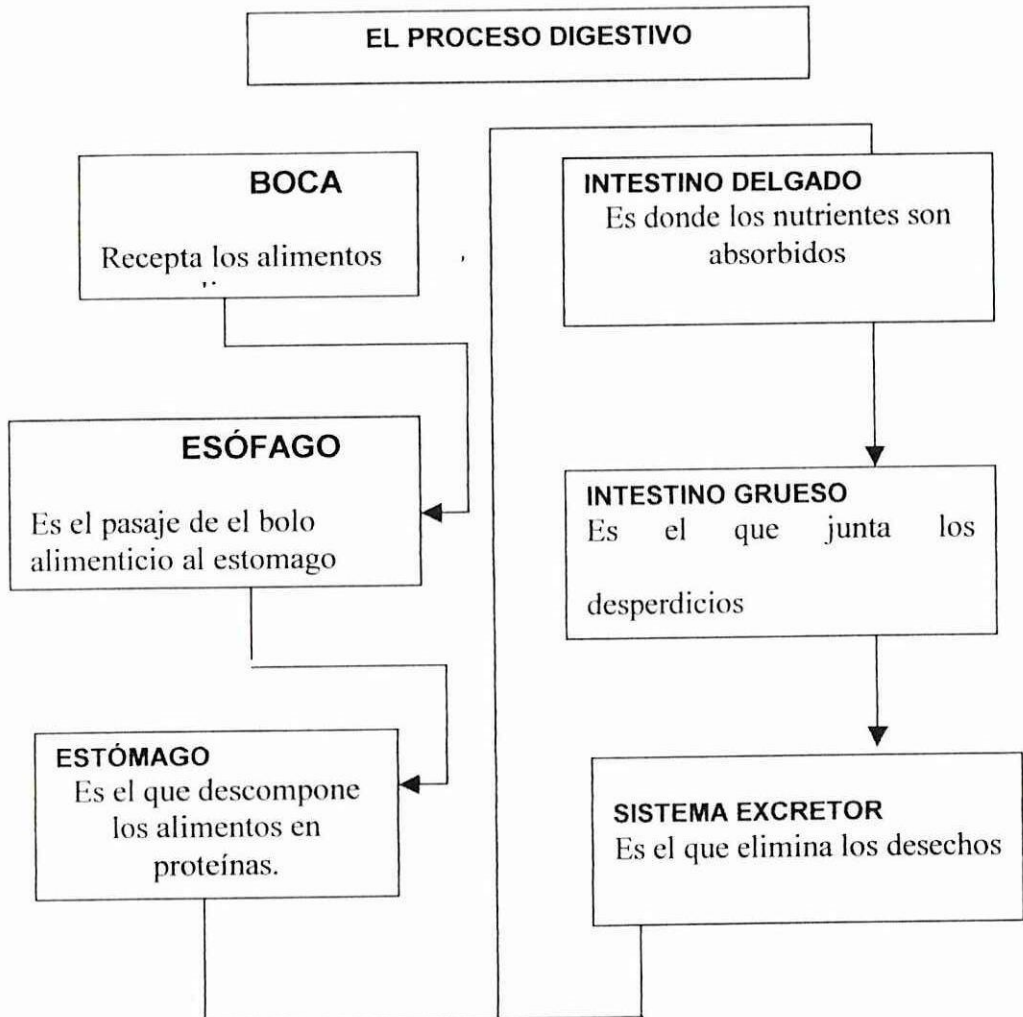 EL PROCESO DIGESTIVO
BOCA
Recepta los alimentos
ESÓFAGO
Es el pasaje de el bolo
alimenticio al estomago
ESTÓMAGO
Es el que descompone
los alimentos en
proteínas.
INTESTINO DELGADO
Es donde los nutrientes son
absorbidos
INTESTINO GRUESO
Es el que junta los
desperdicios
SISTEMA EXCRETOR
Es el que elimina los desechos